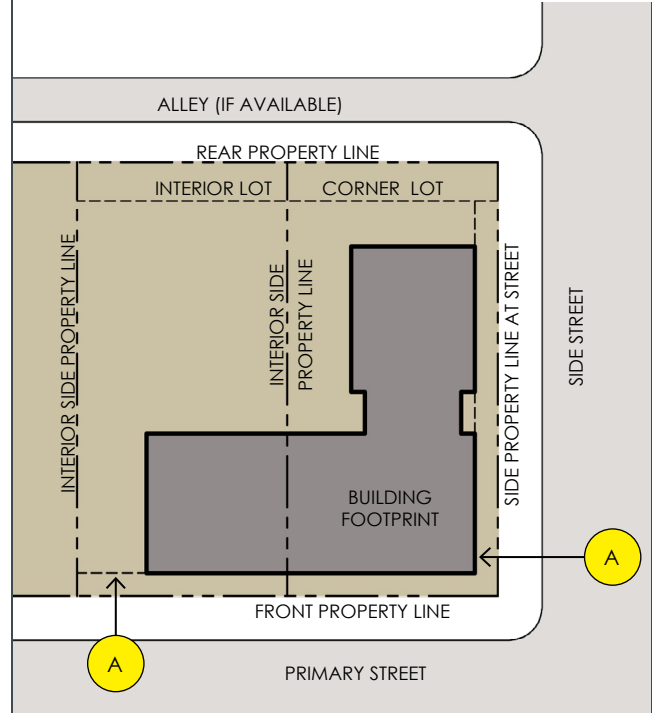 ALLEY (IF AVAILABLE)
REAR PROPERTY LINE
INTERIOR LOT
CORNER LOT
INTERIOR SIDE PROPERTY LINE
INTERIOR SIDE
PROPERTY LINE
SIDE PROPERTY LINE AT STREET
SIDE STREET
BUILDING
FOOTPRINT
A
FRONT PROPERTY LINE
A
PRIMARY STREET